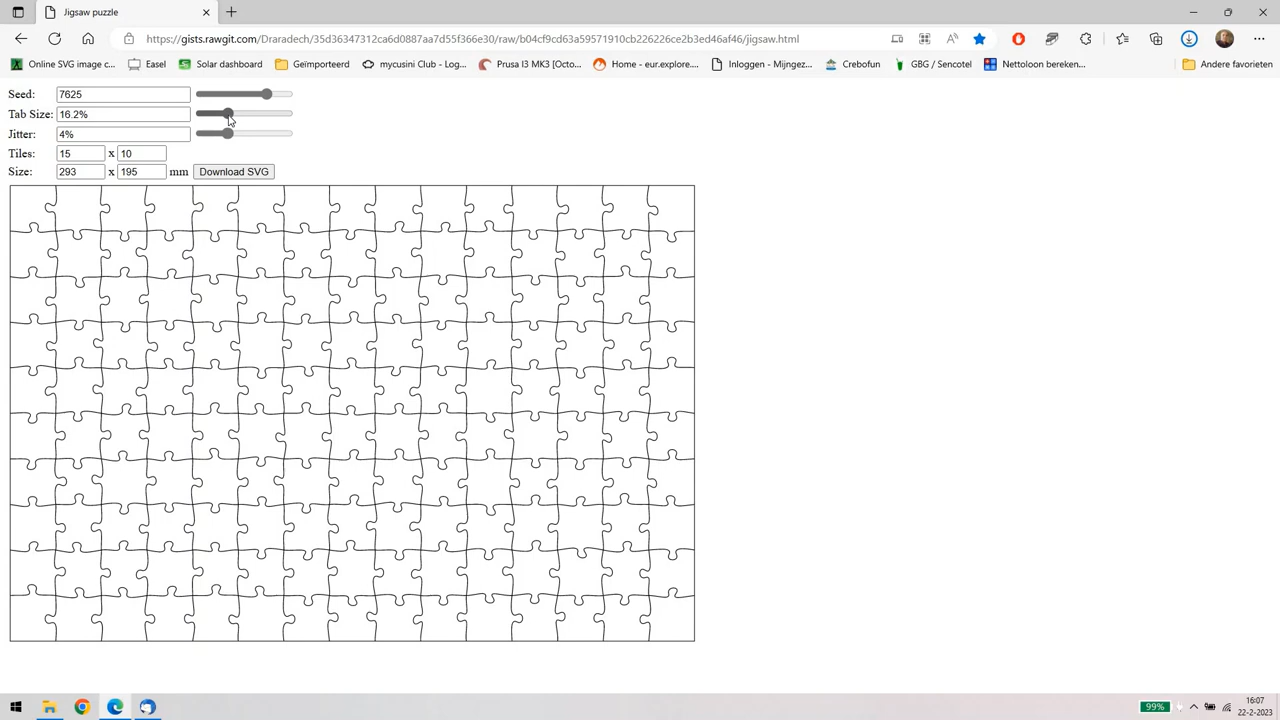 Jigsaw puzzle
https://gists.rawgit.com/Draradech/35d36347312ca6d0887aa7d55f366e30/raw/b04cf9cd63a59571910cb226226ce2b3ed46af46/jigsaw.html
Online SVG image c... Easel Solar dashboard Geïmporteerd mycusini Club - Log... Prusa I3 MK3 [Octo... Home - eur.explore.... Inloggen - Mijngez... Crebofun GBG / Sencotel Nettoloon bereken... Andere favorieten
Seed: 7625
Tab Size: 16.2%
Jitter: 4%
Tiles: 15 x 10
Size: 293 x 195 mm Download SVG
99% 16:07
22-2-2023